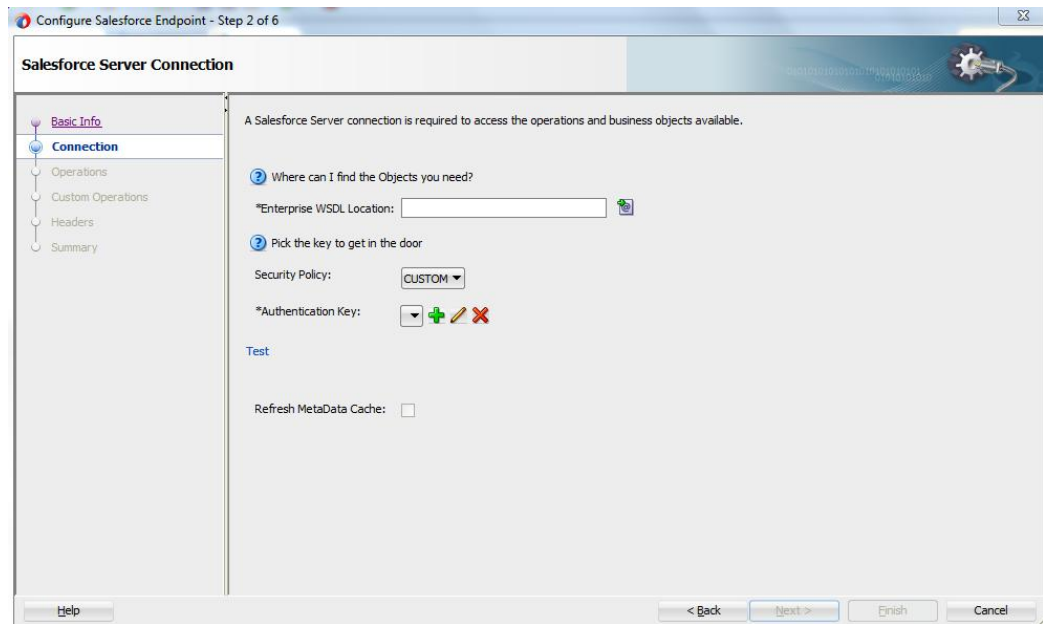 Configure Salesforce Endpoint - Step 2 of 6
Salesforce Server Connection
Basic Info
Connection
Operations
Custom Operations
Headers
Summary
A Salesforce Server connection is required to access the operations and business objects available.
Where can I find the Objects you need?
*Enterprise WSDL Location:
Pick the key to get in the door
Security Policy: CUSTOM
*Authentication Key:
Test
Refresh MetaData Cache:
Help < Back Next > Finish Cancel